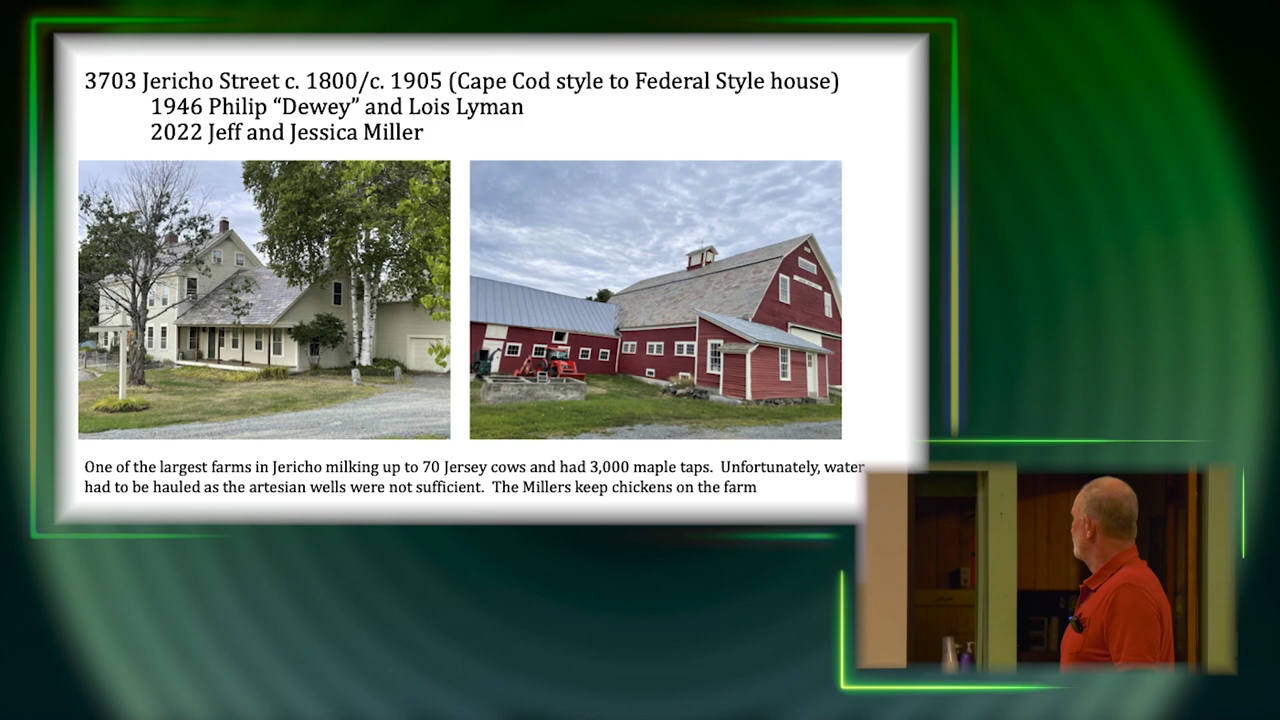 3703 Jericho Street c. 1800/c. 1905 (Cape Cod style to Federal Style house)
1946 Philip “Dewey” and Lois Lyman
2022 Jeff and Jessica Miller
One of the largest farms in Jericho milking up to 70 Jersey cows and had 3,000 maple taps.  Unfortunately, water
had to be hauled as the artesian wells were not sufficient.  The Millers keep chickens on the farm